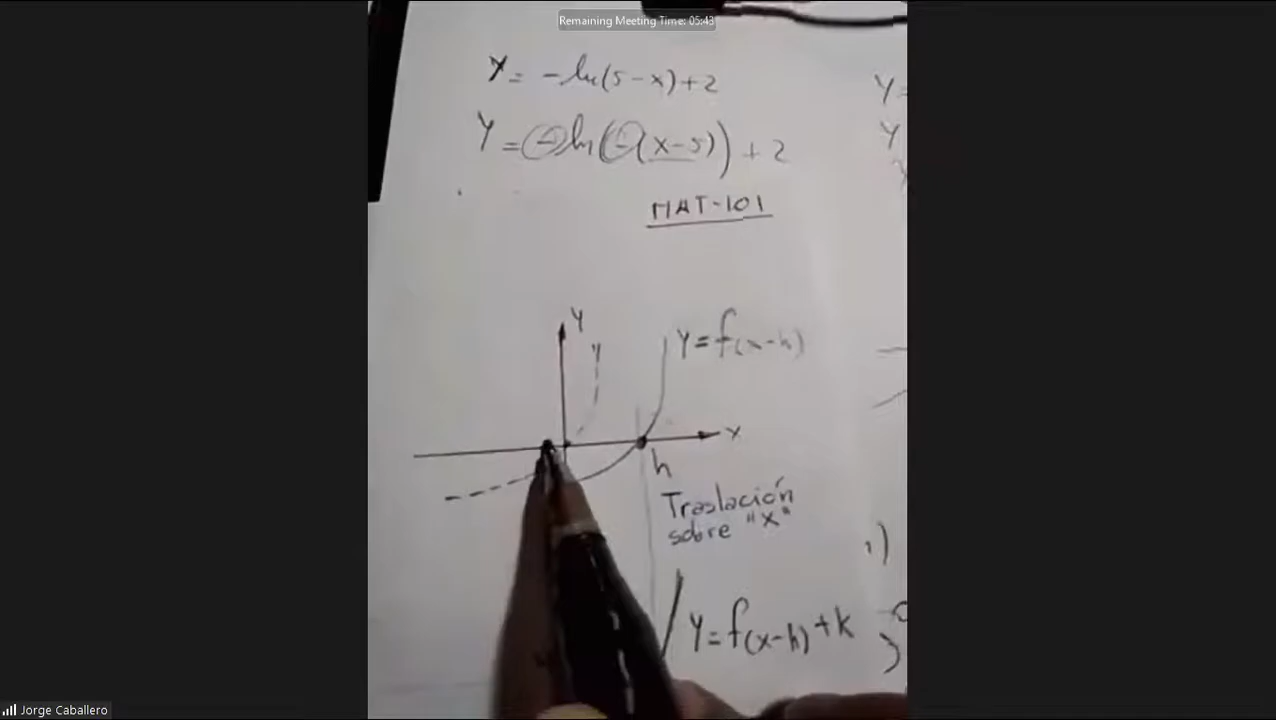 Remaining Meeting Time: 05:43
Y = -ln(5-x)+2
Y = -ln(-(x-5))+2
MAT-101
Y
Y = f(x-h)
x
h
Traslación
sobre "x"
Y = f(x-h) + k
Y =
Y
Jorge Caballero